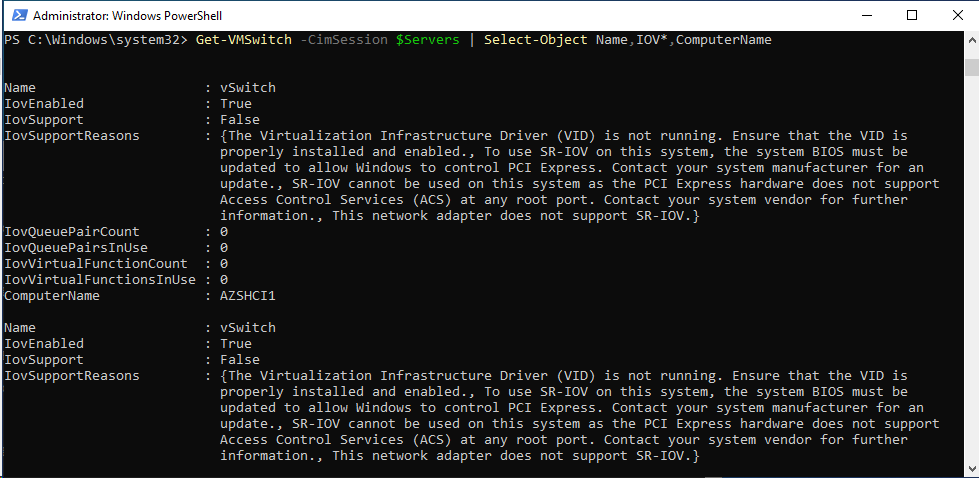 Administrator: Windows PowerShell
PS C:\Windows\system32> Get-VMSwitch -CimSession $Servers | Select-Object Name,IOV*,ComputerName
Name                    : vSwitch
IovEnabled              : True
IovSupport              : False
IovSupportReasons       : {The Virtualization Infrastructure Driver (VID) is not running. Ensure that the VID is
                          properly installed and enabled., To use SR-IOV on this system, the system BIOS must be
                          updated to allow Windows to control PCI Express. Contact your system manufacturer for an
                          update., SR-IOV cannot be used on this system as the PCI Express hardware does not support
                          Access Control Services (ACS) at any root port. Contact your system vendor for further
                          information., This network adapter does not support SR-IOV.}
IovQueuePairCount       : 0
IovQueuePairsInUse      : 0
IovVirtualFunctionCount  : 0
IovVirtualFunctionsInUse : 0
ComputerName            : AZSHCI1
Name                    : vSwitch
IovEnabled              : True
IovSupport              : False
IovSupportReasons       : {The Virtualization Infrastructure Driver (VID) is not running. Ensure that the VID is
                          properly installed and enabled., To use SR-IOV on this system, the system BIOS must be
                          updated to allow Windows to control PCI Express. Contact your system manufacturer for an
                          update., SR-IOV cannot be used on this system as the PCI Express hardware does not support
                          Access Control Services (ACS) at any root port. Contact your system vendor for further
                          information., This network adapter does not support SR-IOV.}